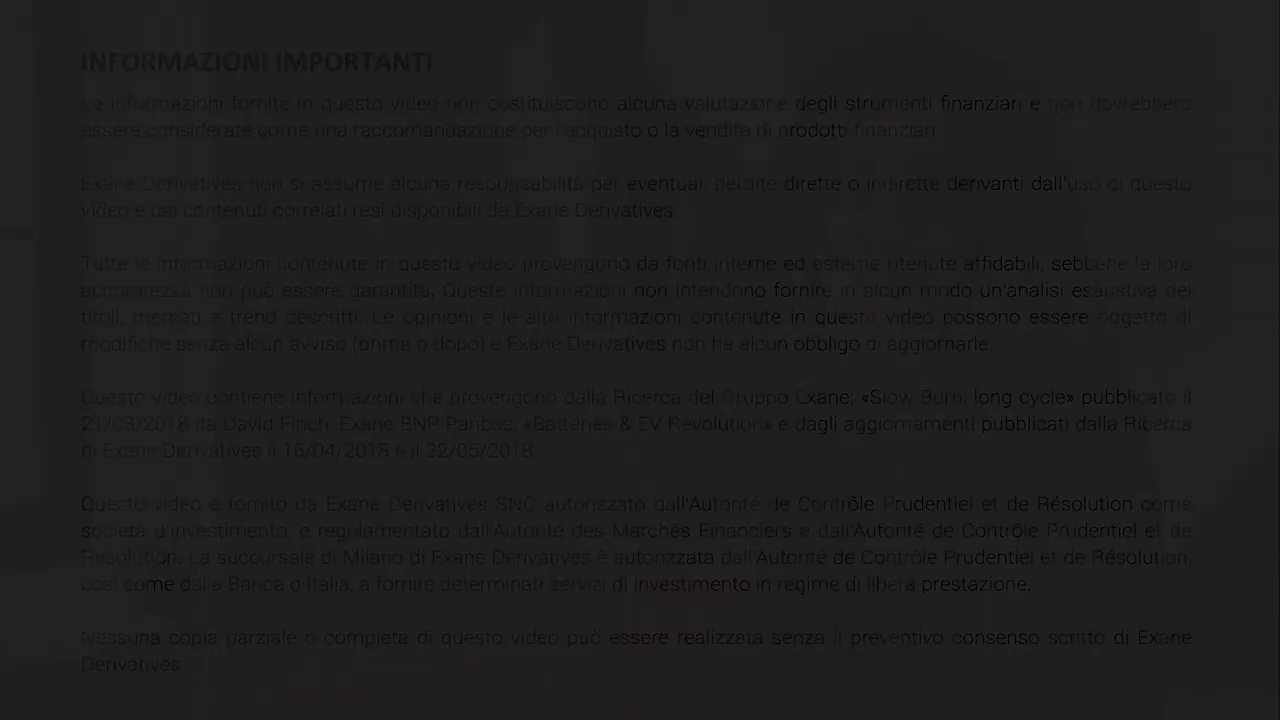 INFORMAZIONI IMPORTANTI
Le informazioni fornite in questo video non costituiscono alcuna valutazione degli strumenti finanziari e non dovrebbero
essere considerate come una raccomandazione per l'acquisto o la vendita di prodotti finanziari.
Exane Derivatives non si assume alcuna responsabilità per eventuali perdite dirette o indirette derivanti dall'uso di questo
video e dai contenuti correlati resi disponibili da Exane Derivatives.
Tutte le informazioni contenute in questo video provengono da fonti interne ed esterne ritenute affidabili, sebbene la loro
accuratezza non può essere garantita. Queste informazioni non intendono fornire in alcun modo un'analisi esaustiva dei
titoli, mercati e trend descritti. Le opinioni e le altre informazioni contenute in questo video possono essere oggetto di
modifiche senza alcun avviso (prima o dopo) e Exane Derivatives non ha alcun obbligo di aggiornarle.
Questo video contiene informazioni che provengono dalla Ricerca del Gruppo Exane: «Slow Burn, long cycle» pubblicato il
21/03/2018 da David Finch, Exane BNP Paribas, «Batteries & EV Revolution» e dagli aggiornamenti pubblicati dalla Ricerca
di Exane Derivatives il 16/04/2018 e il 22/05/2018.
Questo video è fornito da Exane Derivatives SNC autorizzato dall'Autorité de Contrôle Prudentiel et de Résolution come
società d'investimento, e regolamentato dall'Autorité des Marchés Financiers e dall'Autorité de Contrôle Prudentiel et de
Résolution. La succursale di Milano di Exane Derivatives è autorizzata dall'Autorité de Contrôle Prudentiel et de Résolution,
così come dalla Banca d'Italia, a fornire determinati servizi di investimento in regime di libera prestazione.
Nessuna copia parziale o completa di questo video può essere realizzata senza il preventivo consenso scritto di Exane
Derivatives.